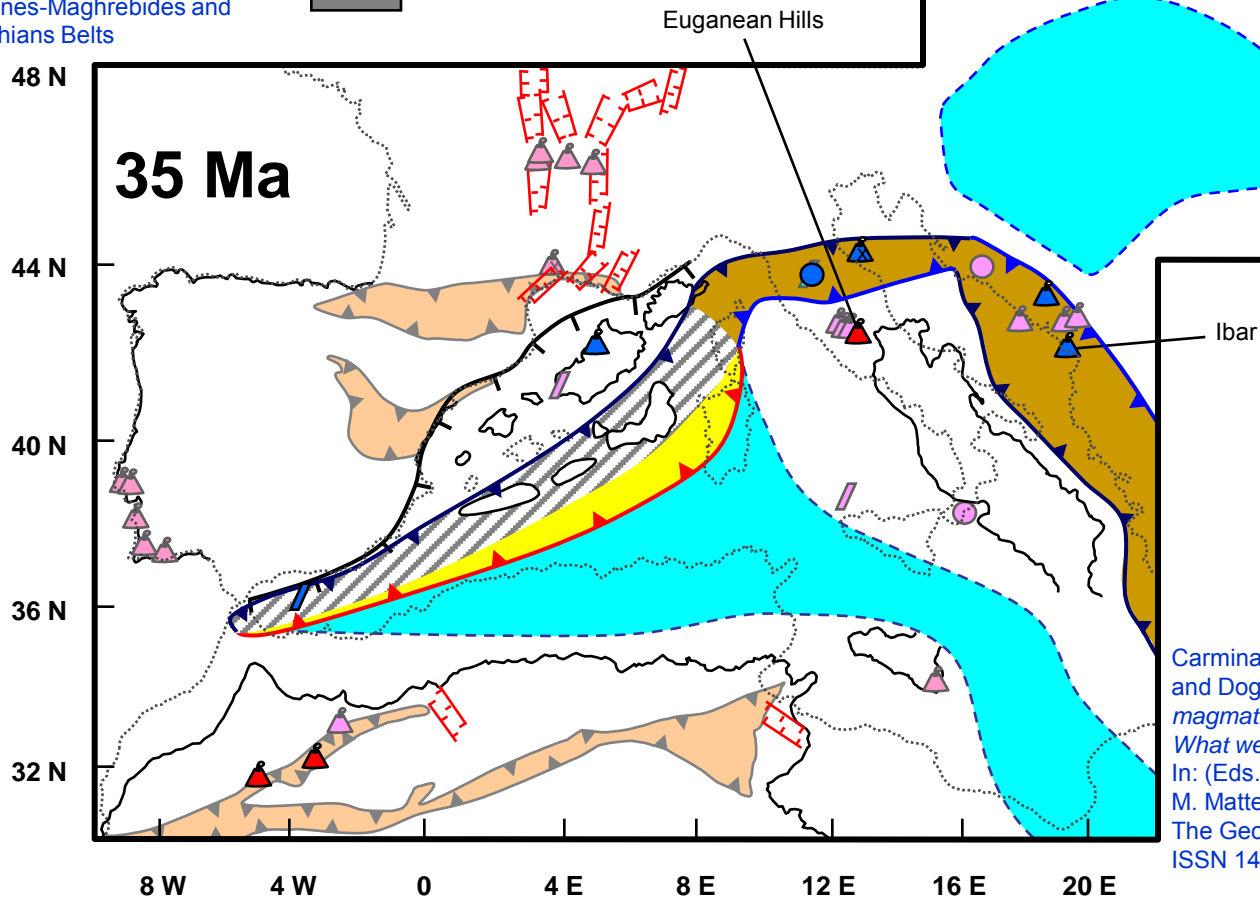 nes-Maghrebides and
hians Belts
Euganean Hills
48 N
35 Ma
44 N
Ibar
40 N
36 N
32 N
8 W
4 W
0
4 E
8 E
12 E
16 E
20 E
Carmina
and Dog
magmat
What we
In: (Eds.
M. Matte
The Geo
ISSN 14